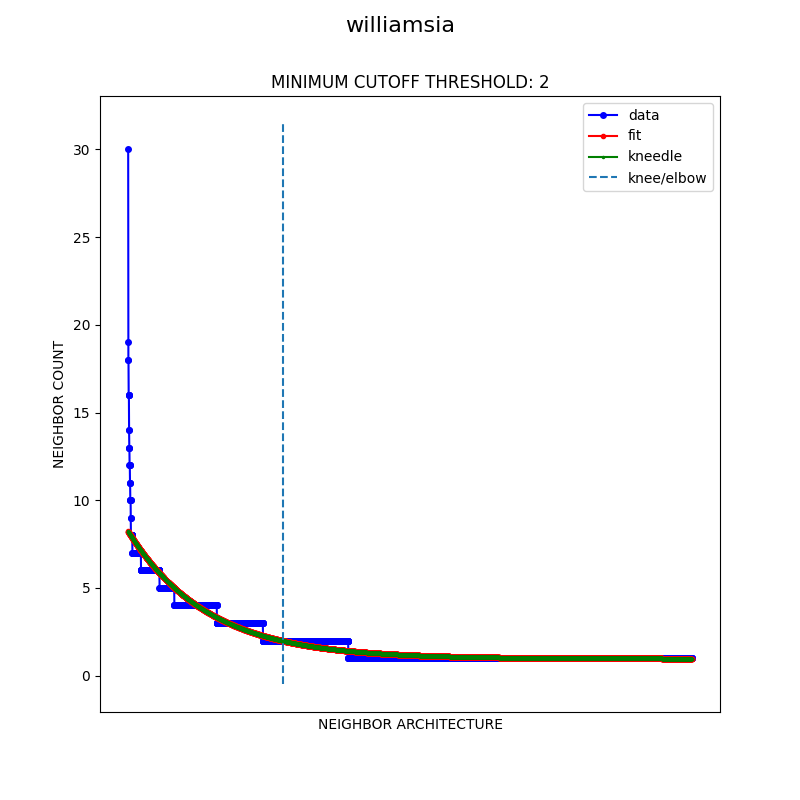 williamsia
MINIMUM CUTOFF THRESHOLD: 2
data
fit
kneedle
knee/elbow
30
25
20
15
10
5
0
NEIGHBOR COUNT
NEIGHBOR ARCHITECTURE